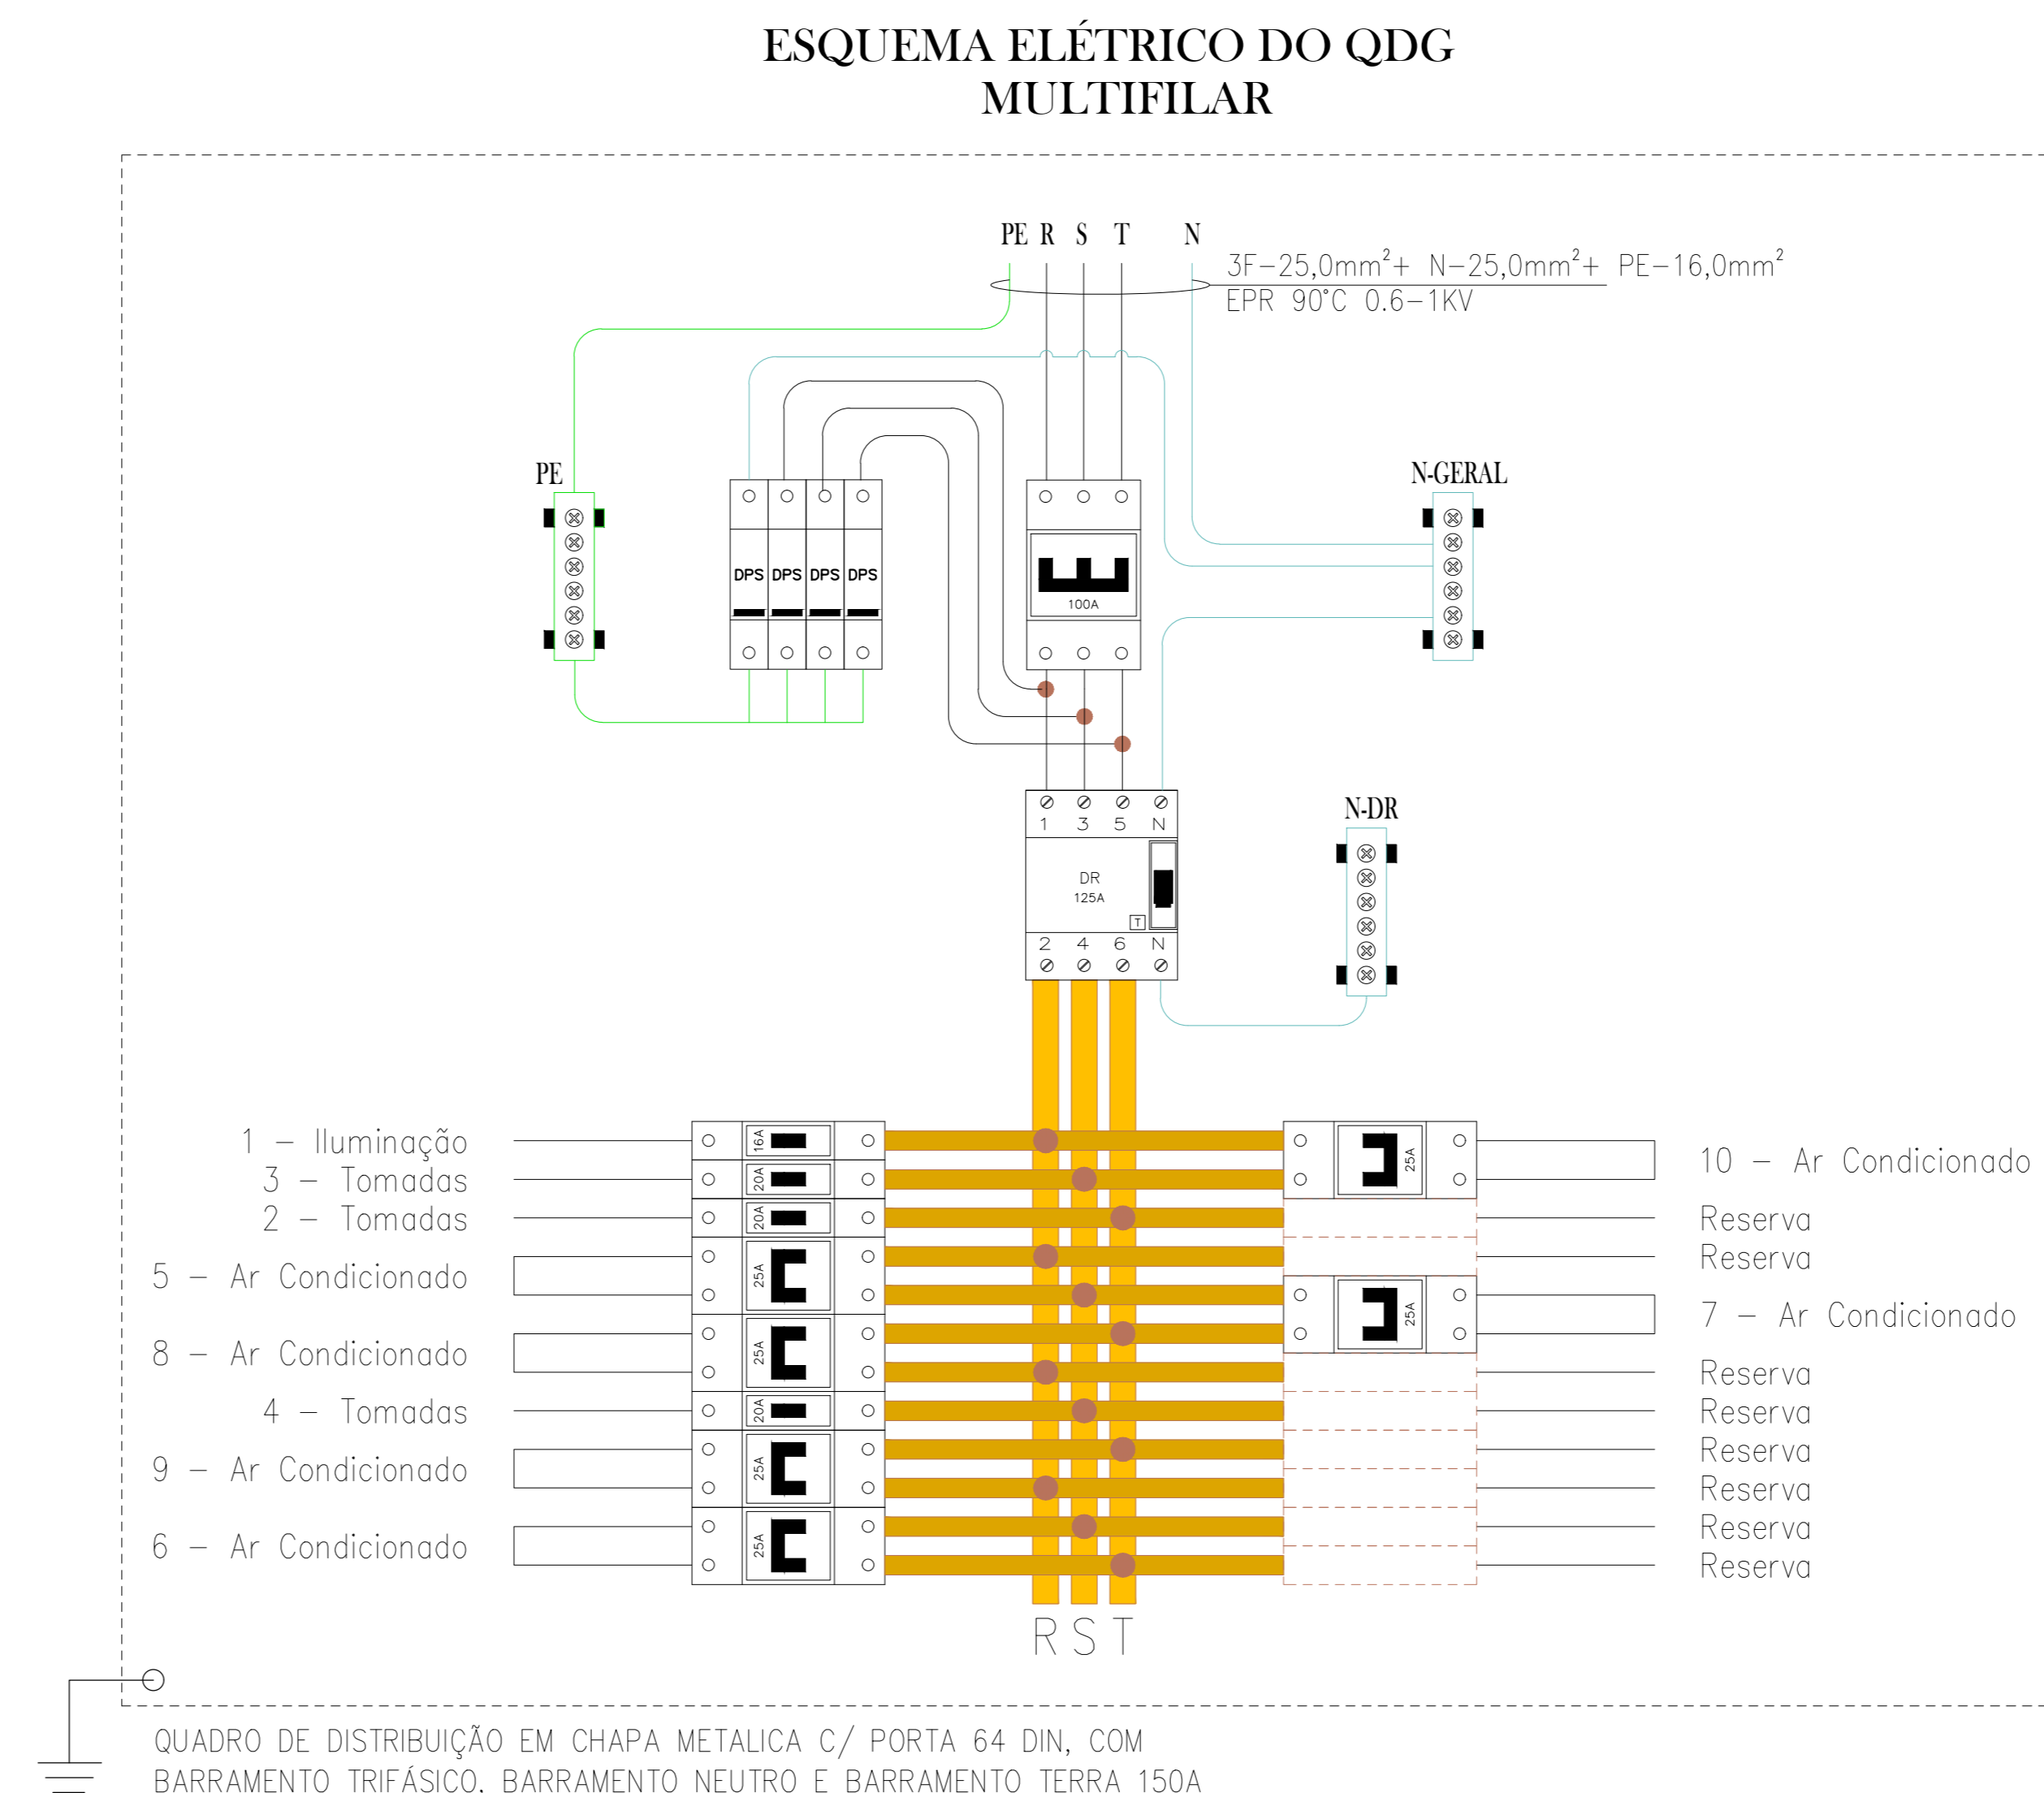 ESQUEMA ELÉTRICO DO QDG
MULTIFILAR
PE R S T N
3F-25,0mm²+ N-25,0mm²+ PE-16,0mm²
EPR 90°C 0.6-1KV
PE
N-GERAL
DPS DPS DPS DPS
100A
N-DR
1 3 5 N
DR
125A
T
2 4 6 N
1 - Iluminação
16A
3 - Tomadas
20A
2 - Tomadas
20A
5 - Ar Condicionado
25A
8 - Ar Condicionado
25A
4 - Tomadas
20A
9 - Ar Condicionado
25A
6 - Ar Condicionado
25A
25A
10 - Ar Condicionado
Reserva
Reserva
25A
7 - Ar Condicionado
Reserva
Reserva
Reserva
Reserva
Reserva
Reserva
R S T
QUADRO DE DISTRIBUIÇÃO EM CHAPA METALICA C/ PORTA 64 DIN, COM
BARRAMENTO TRIFÁSICO, BARRAMENTO NEUTRO E BARRAMENTO TERRA 150A